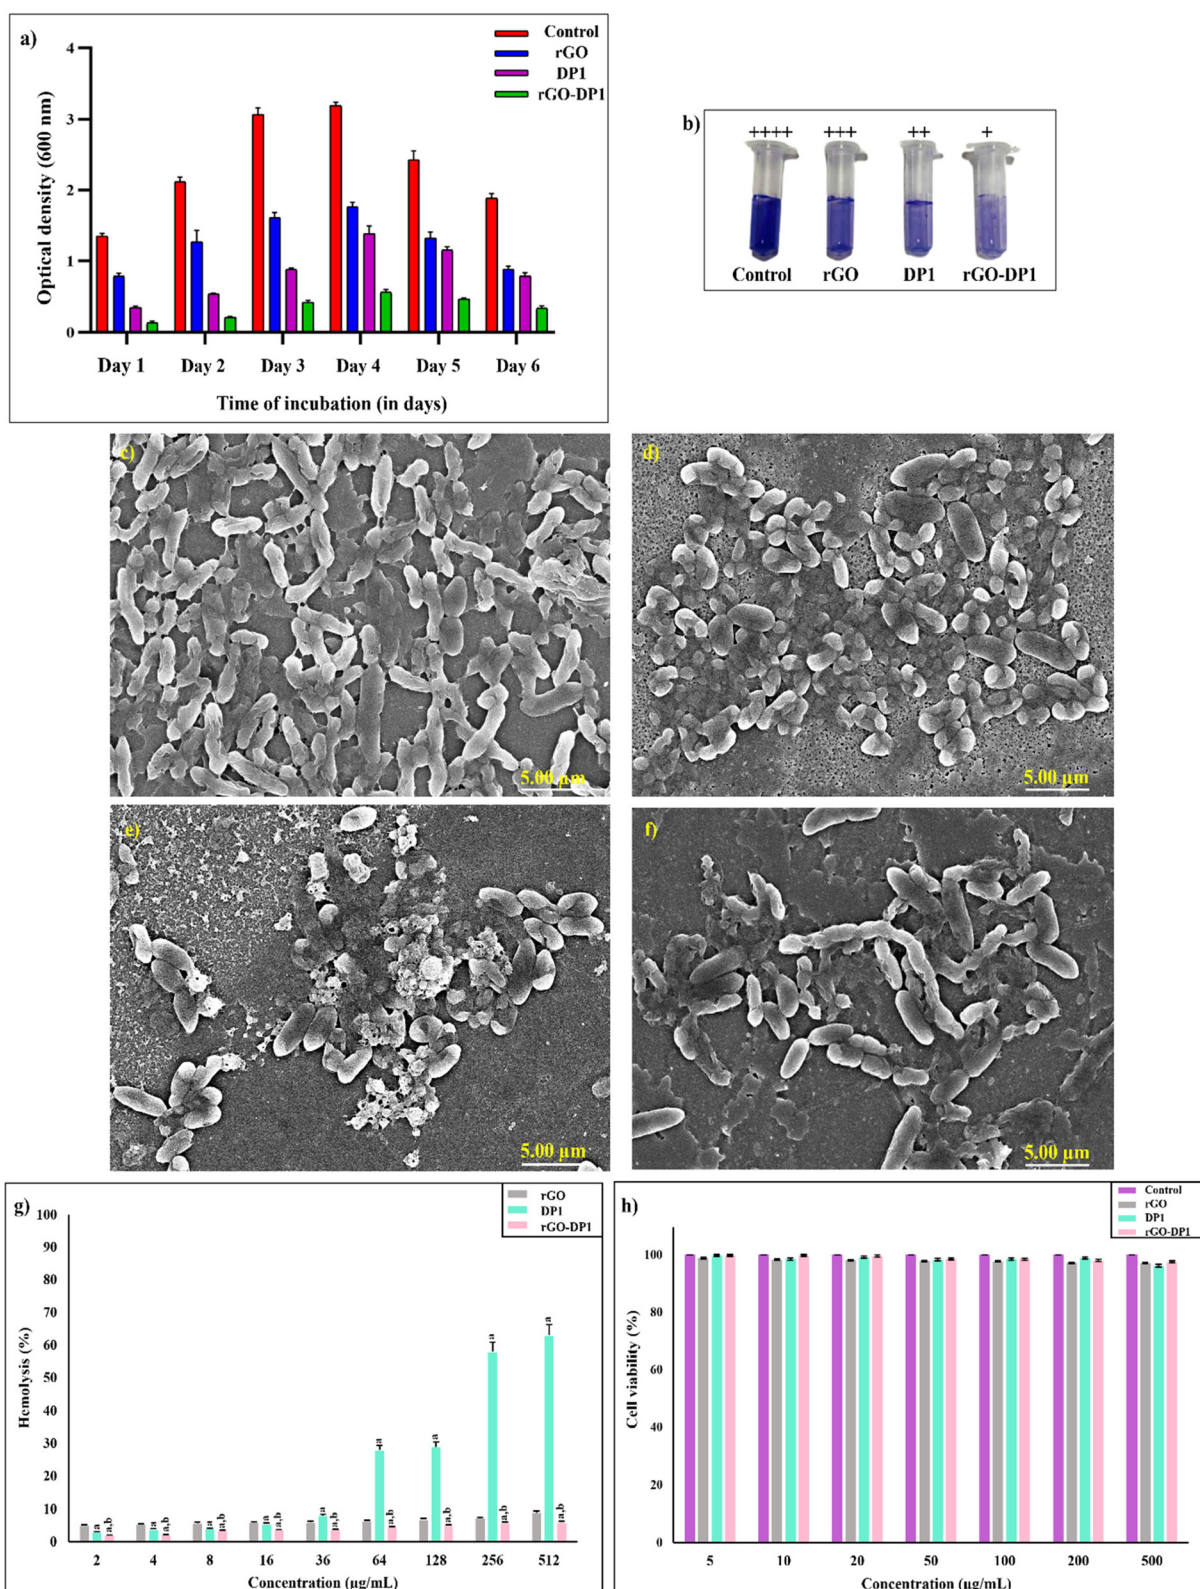 a)
Control
rGO
DP1
rGO-DP1
4
3
2
1
0
Optical density (600 nm)
Day 1 Day 2 Day 3 Day 4 Day 5 Day 6
Time of incubation (in days)
b)
++++ +++ ++ +
Control rGO DP1 rGO-DP1
c)
5.00 µm
d)
5.00 µm
e)
5.00 µm
f)
5.00 µm
g)
rGO
DP1
rGO-DP1
100
90
80
70
60
50
40
30
20
10
0
Hemolysis (%)
a a,b a a,b a a,b a a,b a a,b a a,b a a,b a a,b a a,b
2 4 8 16 36 64 128 256 512
Concentration (µg/mL)
h)
Control
rGO
DP1
rGO-DP1
100
80
60
40
20
0
Cell viability (%)
5 10 20 50 100 200 500
Concentration (µg/mL)